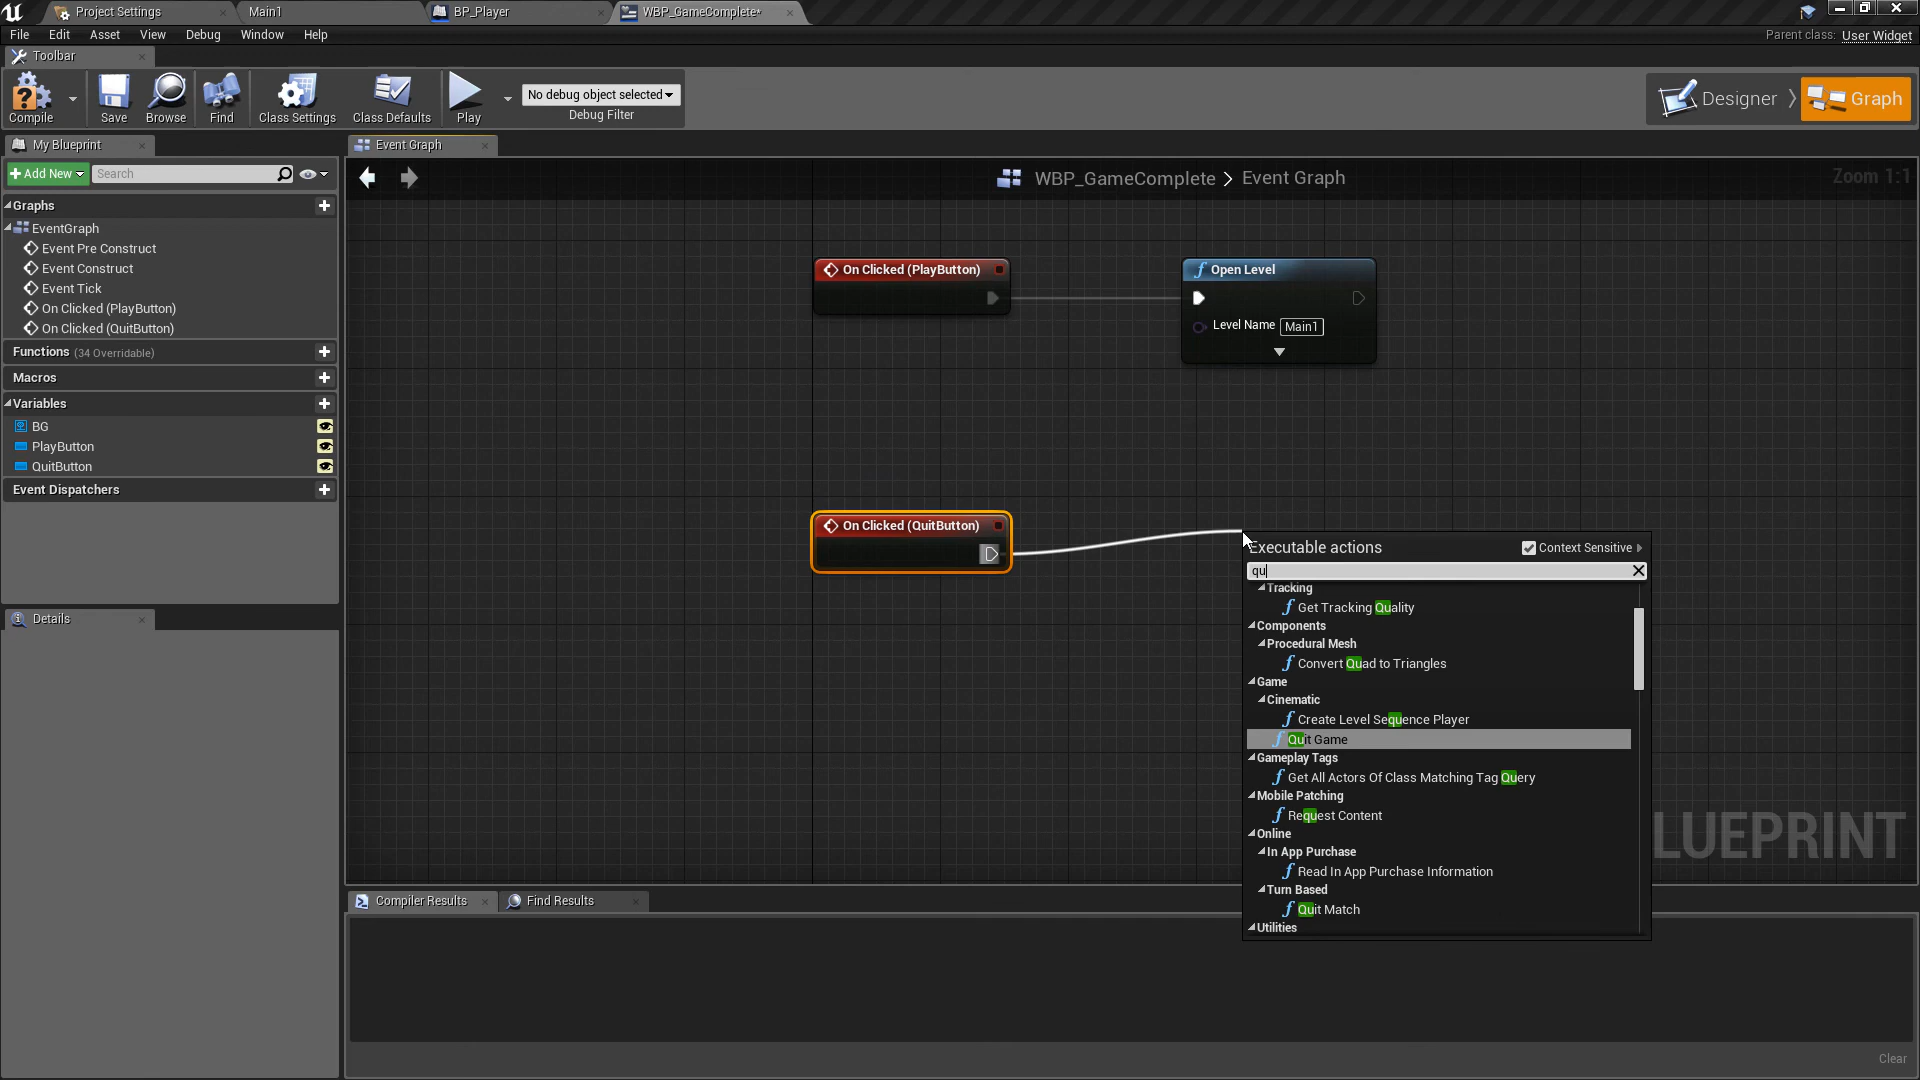 Project Settings
Main1
BP_Player
WBP_GameComplete*
File Edit Asset View Debug Window Help
Parent class: User Widget
Toolbar
Compile
Save
Browse
Find
Class Settings
Class Defaults
Play
No debug object selected
Debug Filter
Designer
Graph
My Blueprint
Event Graph
Add New
Search
WBP_GameComplete > Event Graph
Zoom 1:1
Graphs
EventGraph
Event Pre Construct
Event Construct
Event Tick
On Clicked (PlayButton)
On Clicked (QuitButton)
Functions (34 Overridable)
Macros
Variables
BG
PlayButton
QuitButton
Event Dispatchers
Details
On Clicked (PlayButton)
Open Level
Level Name Main1
On Clicked (QuitButton)
Executable actions
Context Sensitive
qu
Tracking
Get Tracking Quality
Components
Procedural Mesh
Convert Quad to Triangles
Game
Cinematic
Create Level Sequence Player
Quit Game
Gameplay Tags
Get All Actors Of Class Matching Tag Query
Mobile Patching
Request Content
Online
In App Purchase
Read In App Purchase Information
Turn Based
Quit Match
Utilities
LUEPRINT
Compiler Results
Find Results
Clear